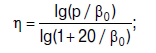 η = lg(p / β₀) / lg(1 + 20 / β₀);